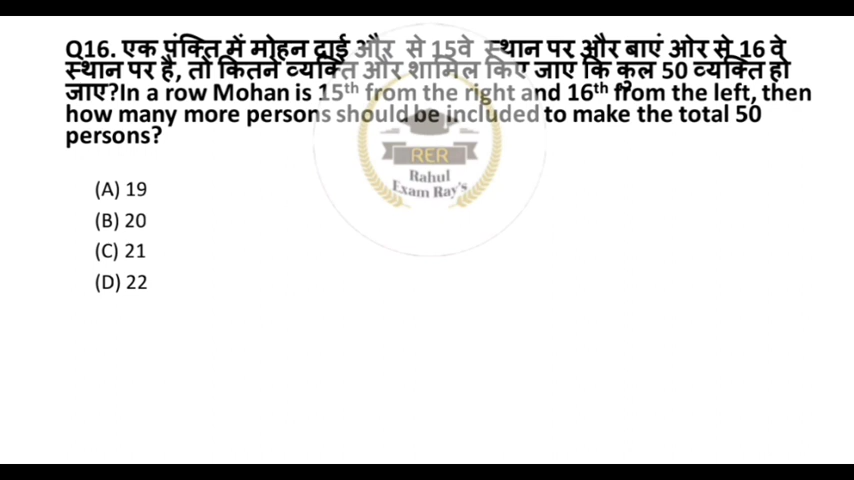 Q16. एक पंक्ति में मोहन दाई और से 15वे स्थान पर और बाएं ओर से 16 वे
स्थान पर है, तो कितने व्यक्ति और शामिल किए जाए कि कुल 50 व्यक्ति हो
जाए?In a row Mohan is 15th from the right and 16th from the left, then
how many more persons should be included to make the total 50
persons?
RER
Rahul
Exam Ray's
(A) 19
(B) 20
(C) 21
(D) 22